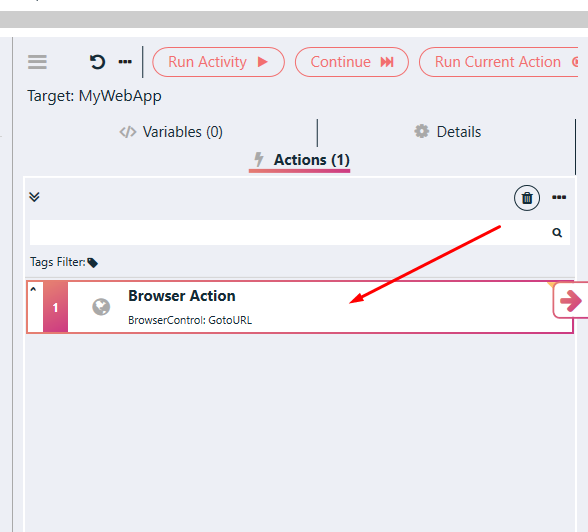 Run Activity
Continue
Run Current Action
Target: MyWebApp
</> Variables (0)
Details
Actions (1)
Tags Filter:
1
Browser Action
BrowserControl: GotoURL